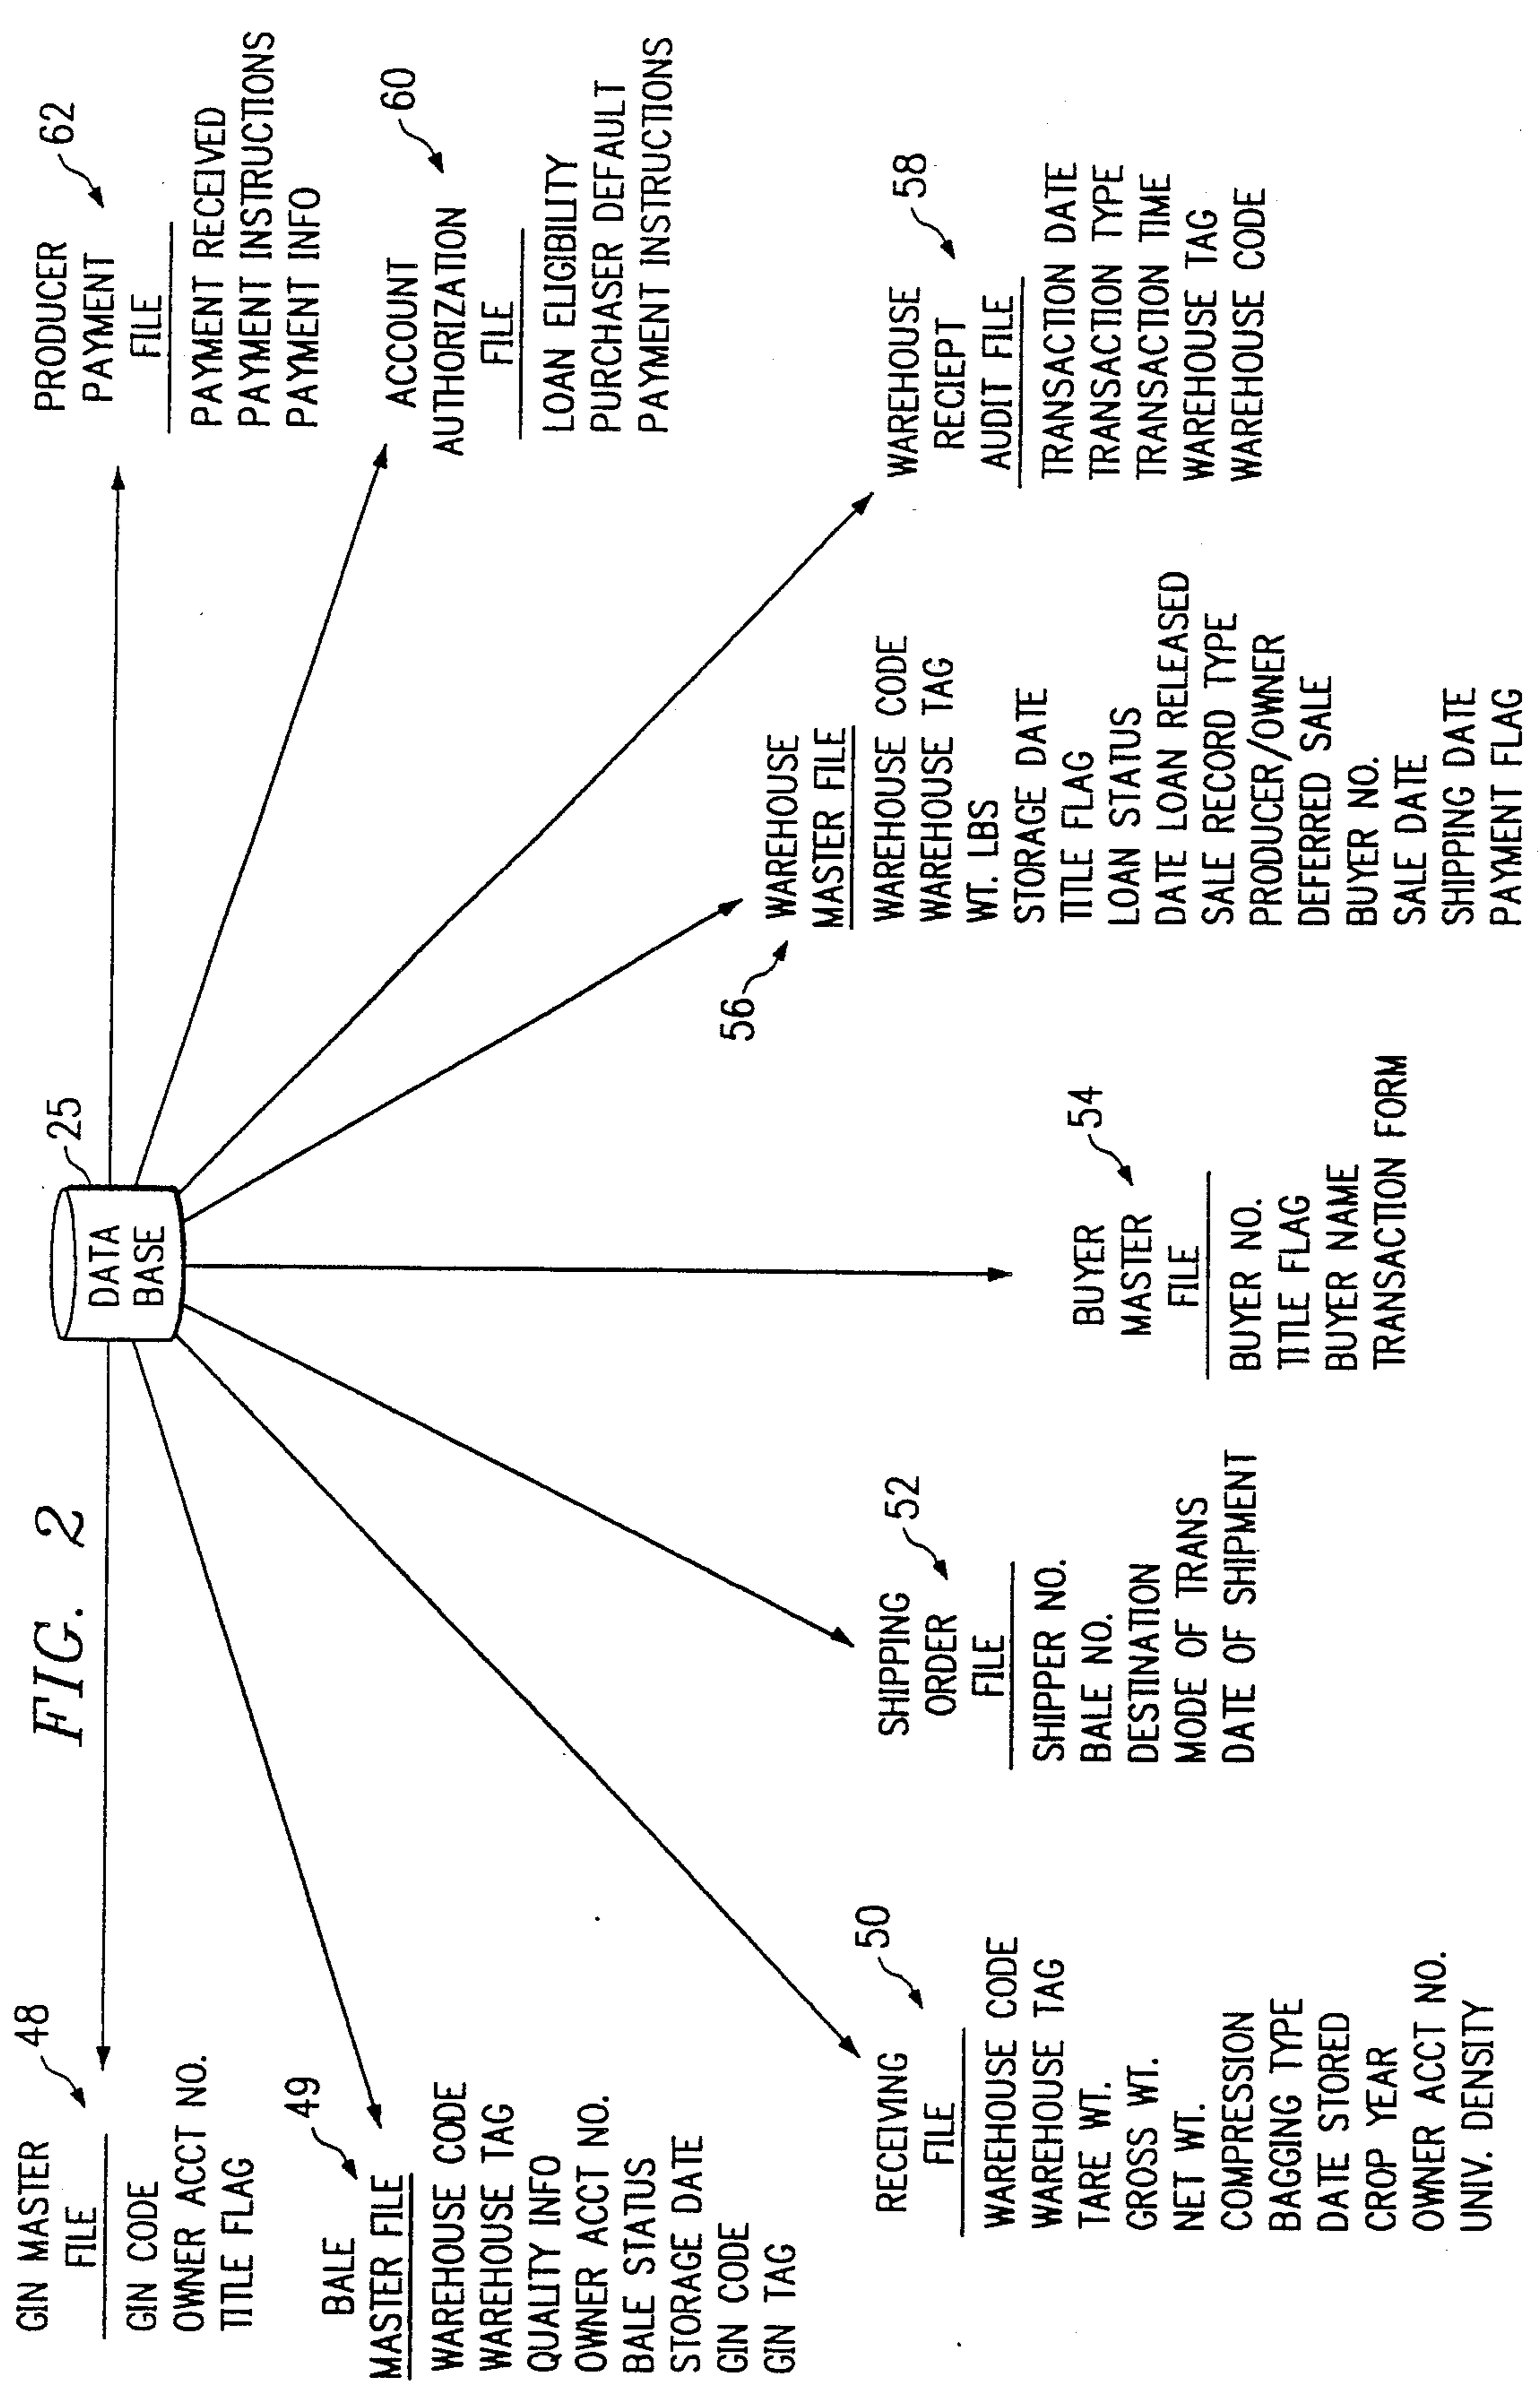 FIG. 2
DATA
BASE
25
GIN MASTER
FILE
48
GIN CODE
OWNER ACCT NO.
TITLE FLAG
BALE
MASTER FILE
49
WAREHOUSE CODE
WAREHOUSE TAG
QUALITY INFO
OWNER ACCT NO.
BALE STATUS
STORAGE DATE
GIN CODE
GIN TAG
RECEIVING
FILE
50
WAREHOUSE CODE
WAREHOUSE TAG
TARE WT.
GROSS WT.
NET WT.
COMPRESSION
BAGGING TYPE
DATE STORED
CROP YEAR
OWNER ACCT NO.
UNIV. DENSITY
SHIPPING
ORDER
FILE
52
SHIPPER NO.
BALE NO.
DESTINATION
MODE OF TRANS
DATE OF SHIPMENT
BUYER
MASTER
FILE
54
BUYER NO.
TITLE FLAG
BUYER NAME
TRANSACTION FORM
56
WAREHOUSE
MASTER FILE
WAREHOUSE CODE
WAREHOUSE TAG
WT. LBS
STORAGE DATE
TITLE FLAG
LOAN STATUS
DATE LOAN RELEASED
SALE RECORD TYPE
PRODUCER/OWNER
DEFERRED SALE
BUYER NO.
SALE DATE
SHIPPING DATE
PAYMENT FLAG
WAREHOUSE
RECIEPT
AUDIT FILE
58
TRANSACTION DATE
TRANSACTION TYPE
TRANSACTION TIME
WAREHOUSE TAG
WAREHOUSE CODE
ACCOUNT
AUTHORIZATION
FILE
60
LOAN ELIGIBILITY
PURCHASER DEFAULT
PAYMENT INSTRUCTIONS
PRODUCER
PAYMENT
FILE
62
PAYMENT RECEIVED
PAYMENT INSTRUCTIONS
PAYMENT INFO